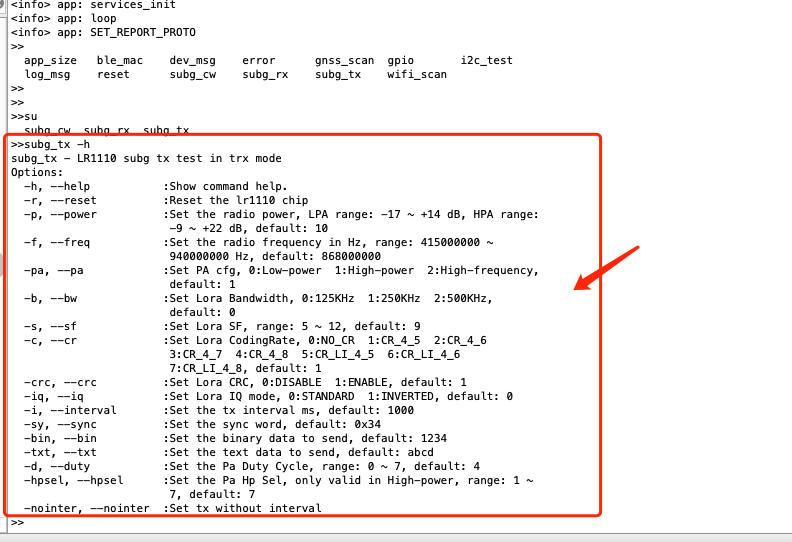 <info> app: services_init
<info> app: loop
<info> app: SET_REPORT_PROTO
>>
  app_size   ble_mac    dev_msg    error      gnss_scan  gpio       i2c_test
  log_msg    reset      subg_cw    subg_rx    subg_tx    wifi_scan
>>
>>
>>su
  subg_cw  subg_rx  subg_tx
>>subg_tx -h
subg_tx - LR1110 subg tx test in trx mode
Options:
  -h, --help           :Show command help.
  -r, --reset          :Reset the lr1110 chip
  -p, --power          :Set the radio power, LPA range: -17 ~ +14 dB, HPA range:
                        -9 ~ +22 dB, default: 10
  -f, --freq           :Set the radio frequency in Hz, range: 415000000 ~
                        940000000 Hz, default: 868000000
  -pa, --pa            :Set PA cfg, 0:Low-power  1:High-power  2:High-frequency,
                        default: 1
  -b, --bw             :Set Lora Bandwidth, 0:125KHz  1:250KHz  2:500KHz,
                        default: 0
  -s, --sf             :Set Lora SF, range: 5 ~ 12, default: 9
  -c, --cr             :Set Lora CodingRate, 0:NO_CR  1:CR_4_5  2:CR_4_6
                        3:CR_4_7  4:CR_4_8  5:CR_LI_4_5  6:CR_LI_4_6
                        7:CR_LI_4_8, default: 1
  -crc, --crc          :Set Lora CRC, 0:DISABLE  1:ENABLE, default: 1
  -iq, --iq            :Set Lora IQ mode, 0:STANDARD  1:INVERTED, default: 0
  -i, --interval       :Set the tx interval ms, default: 1000
  -sy, --sync          :Set the sync word, default: 0x34
  -bin, --bin          :Set the binary data to send, default: 1234
  -txt, --txt          :Set the text data to send, default: abcd
  -d, --duty           :Set the Pa Duty Cycle, range: 0 ~ 7, default: 4
  -hpsel, --hpsel      :Set the Pa Hp Sel, only valid in High-power, range: 1 ~
                        7, default: 7
  -nointer, --nointer  :Set tx without interval
>>